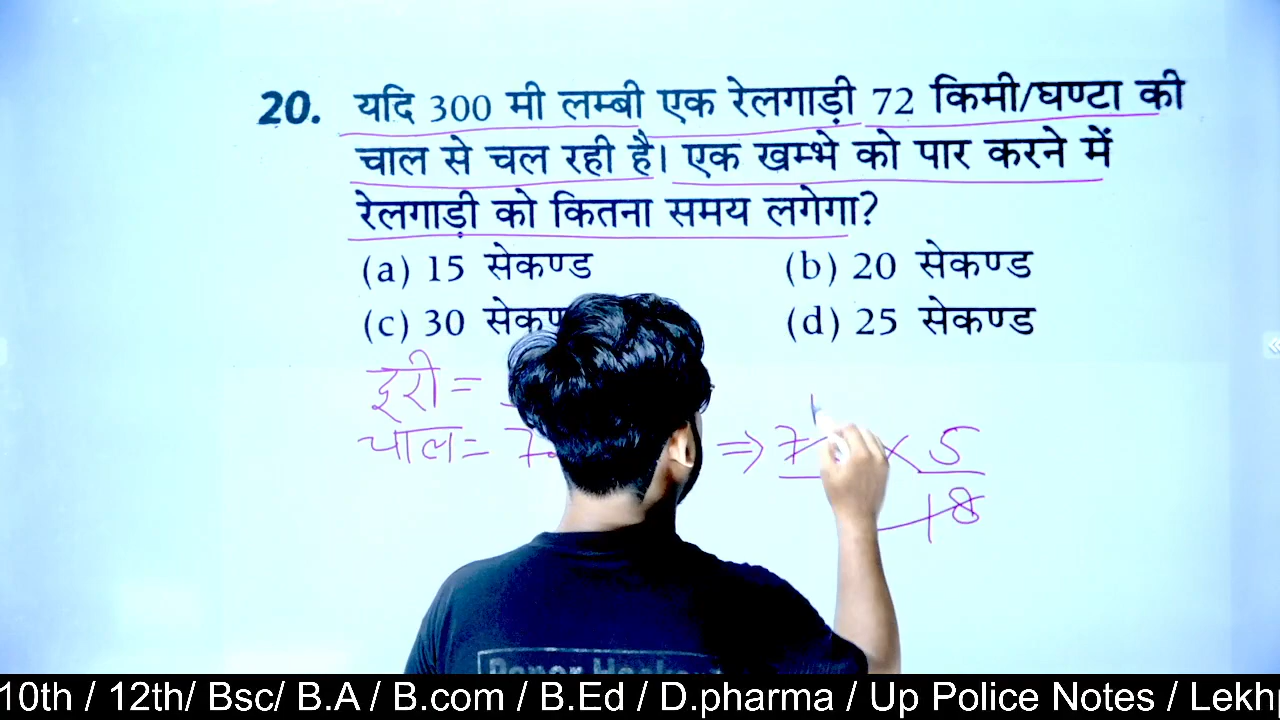 20. यदि 300 मी लम्बी एक रेलगाड़ी 72 किमी/घण्टा की
चाल से चल रही है। एक खम्भे को पार करने में
रेलगाड़ी को कितना समय लगेगा?
(a) 15 सेकण्ड (b) 20 सेकण्ड
(c) 30 (d) 25 सेकण्ड
चाल= ⇒ × 5
18
10th / 12th/ Bsc/ B.A / B.com / B.Ed / D.pharma / Up Police Notes /